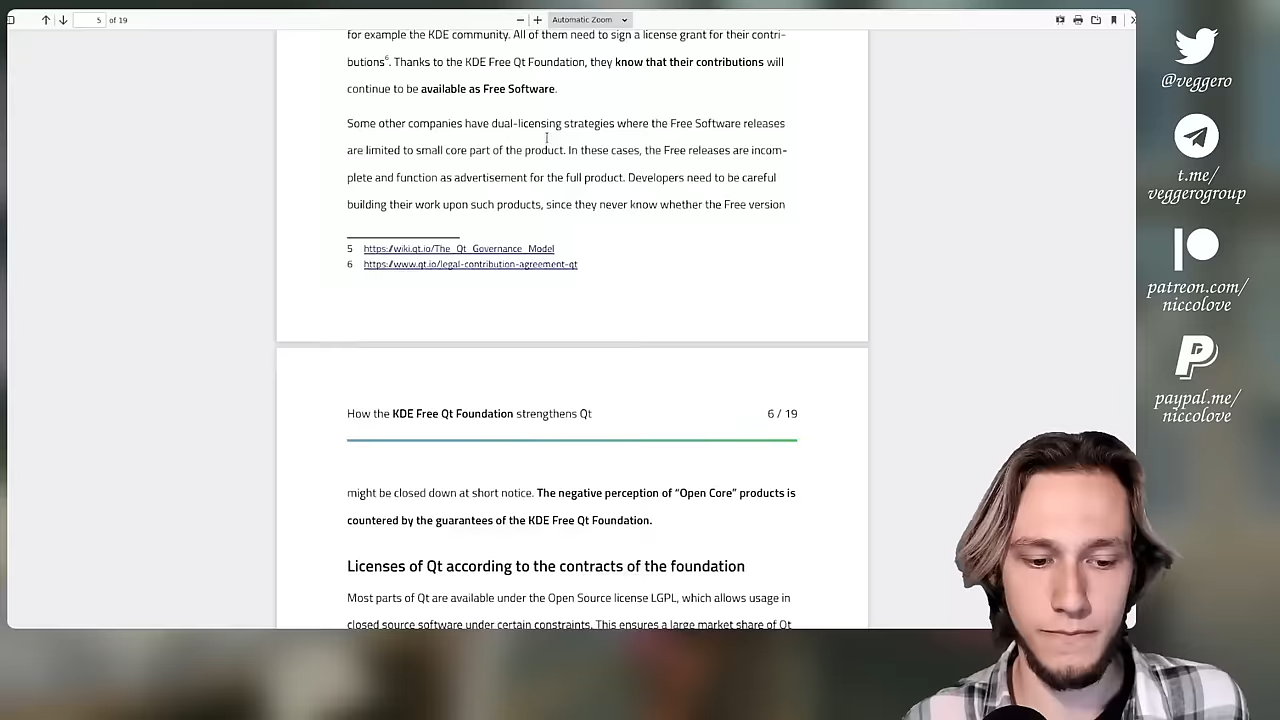 5 of 19
Automatic Zoom
for example the KDE community. All of them need to sign a license grant for their contri-
butions6. Thanks to the KDE Free Qt Foundation, they know that their contributions will
continue to be available as Free Software.
Some other companies have dual-licensing strategies where the Free Software releases
are limited to small core part of the product. In these cases, the Free releases are incom-
plete and function as advertisement for the full product. Developers need to be careful
building their work upon such products, since they never know whether the Free version
5 https://wiki.qt.io/The_Qt_Governance_Model
6 https://www.qt.io/legal-contribution-agreement-qt
How the KDE Free Qt Foundation strengthens Qt 6 / 19
might be closed down at short notice. The negative perception of “Open Core” products is
countered by the guarantees of the KDE Free Qt Foundation.
Licenses of Qt according to the contracts of the foundation
Most parts of Qt are available under the Open Source license LGPL, which allows usage in
closed source software under certain constraints. This ensures a large market share of Qt
@veggero
t.me/
veggerogroup
patreon.com/
niccolove
paypal.me/
niccolove